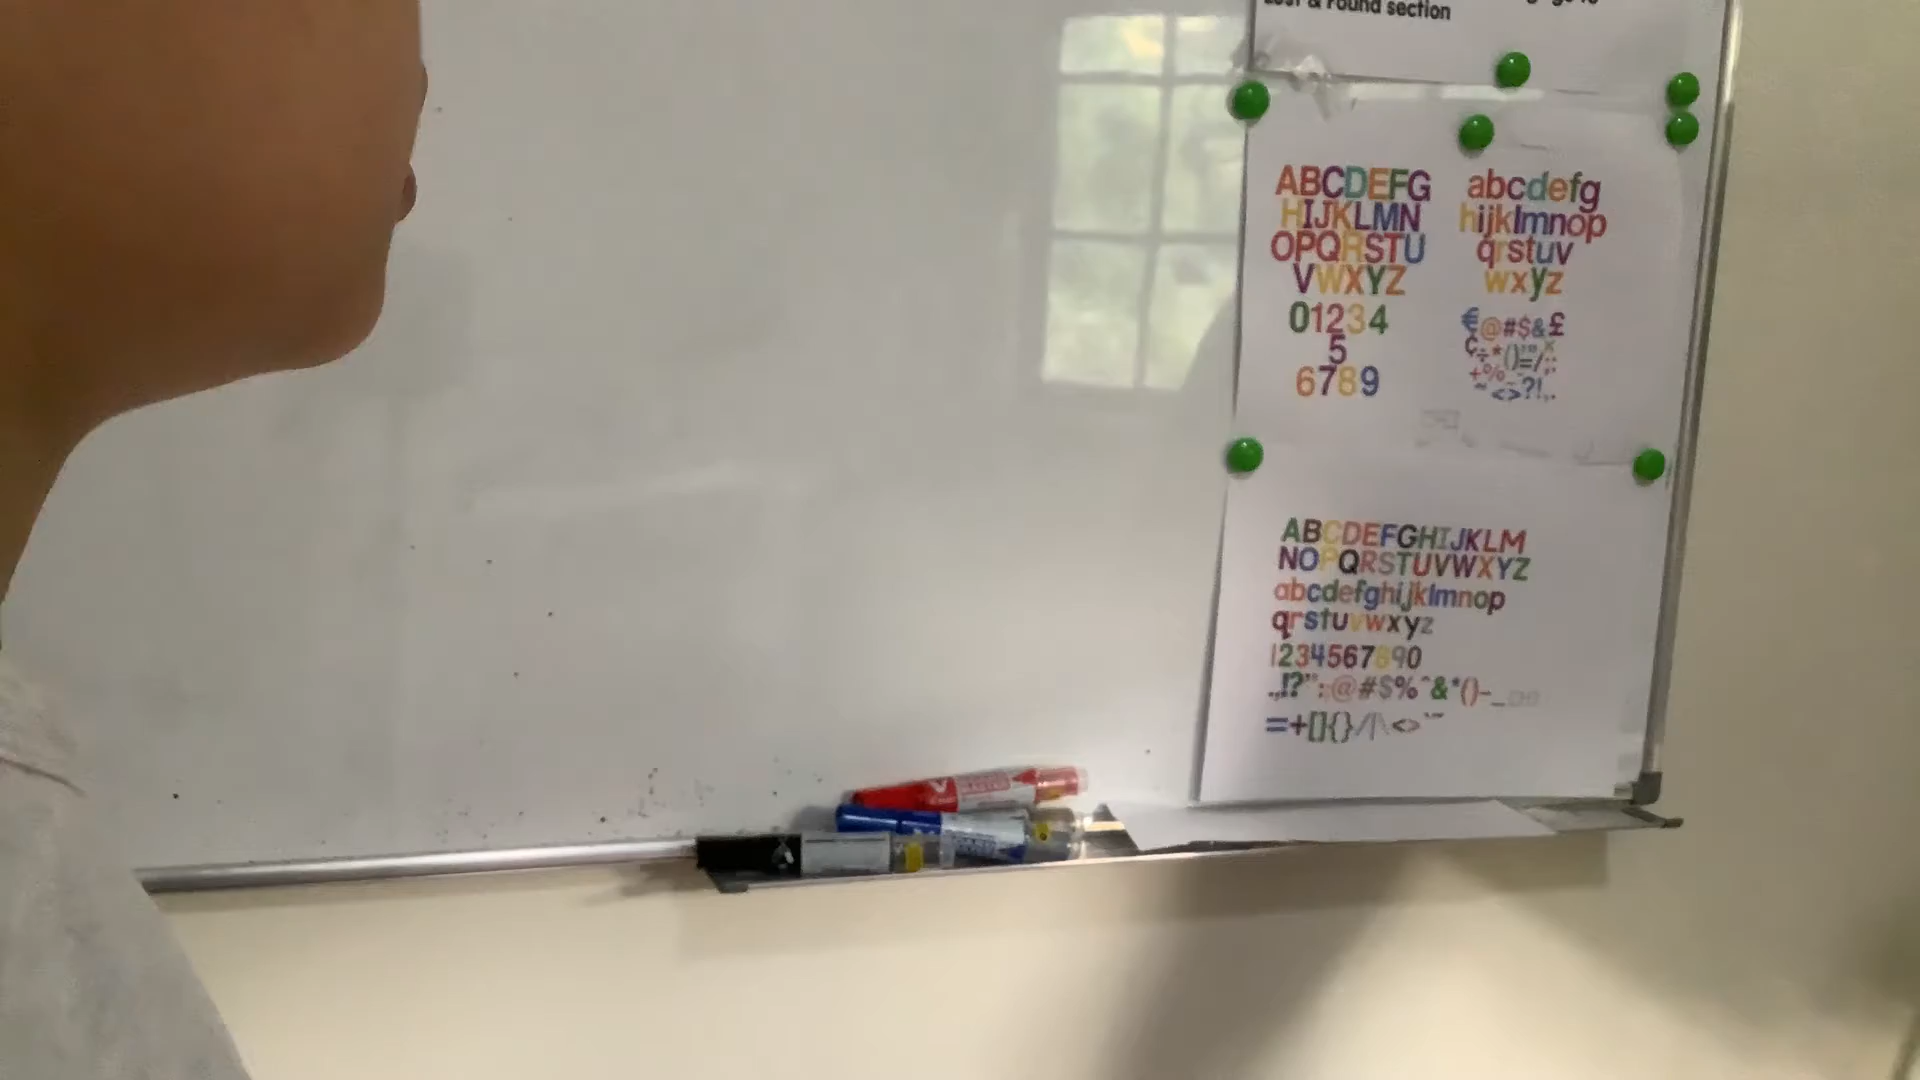 Lost & Found section
ABCDEFG
HIJKLMN
OPQRSTU
VWXYZ
01234
5
6789
abcdefg
hijklmnop
qrstuv
wxyz
€@#$&£
+%
<>?!,.
ABCDEFGHIJKLM
NOPQRSTUVWXYZ
abcdefghijklmnop
qrstuvwxyz
1234567890
.,!?":;@#$%^&*()-_
=+[]{}/|\<>